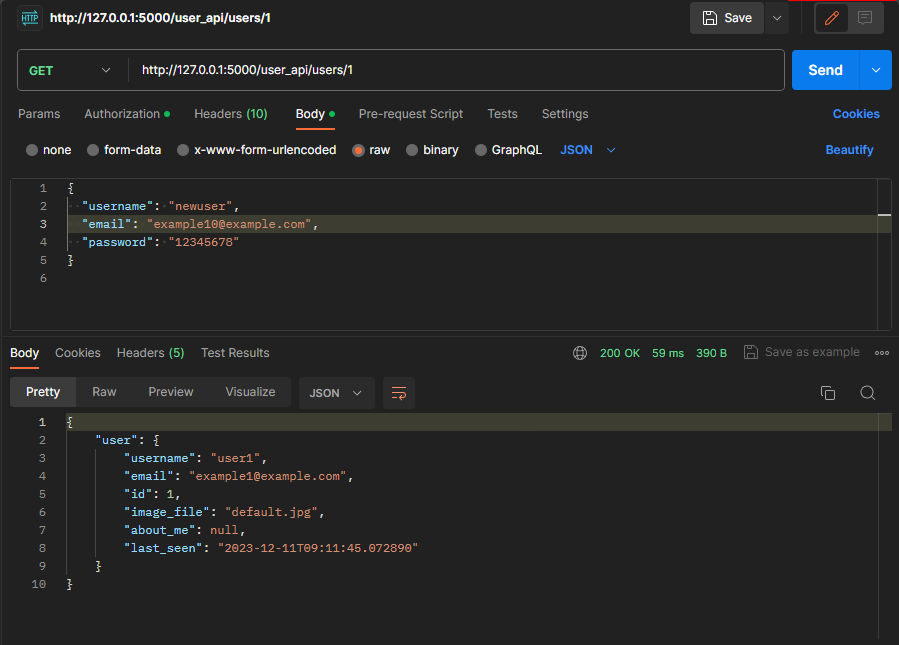 HTTP http://127.0.0.1:5000/user_api/users/1 Save
GET http://127.0.0.1:5000/user_api/users/1 Send
Params Authorization Headers (10) Body Pre-request Script Tests Settings Cookies
none form-data x-www-form-urlencoded raw binary GraphQL JSON Beautify
1 {
2 "username": "newuser",
3 "email": "example10@example.com",
4 "password": "12345678"
5 }
6
Body Cookies Headers (5) Test Results 200 OK 59 ms 390 B Save as example
Pretty Raw Preview Visualize JSON
1 {
2 "user": {
3 "username": "user1",
4 "email": "example1@example.com",
5 "id": 1,
6 "image_file": "default.jpg",
7 "about_me": null,
8 "last_seen": "2023-12-11T09:11:45.072890"
9 }
10 }